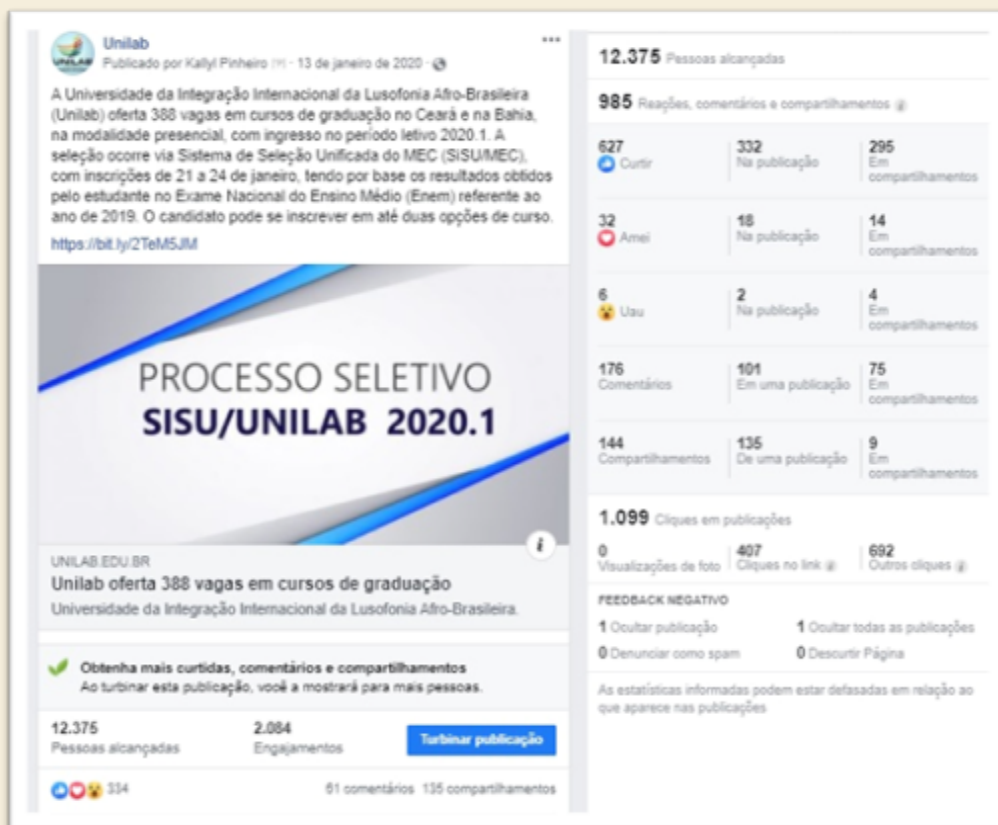 Unilab
Publicado por Kallyl Pinheiro [?] · 13 de janeiro de 2020 ·
A Universidade da Integração Internacional da Lusofonia Afro-Brasileira
(Unilab) oferta 388 vagas em cursos de graduação no Ceará e na Bahia,
na modalidade presencial, com ingresso no período letivo 2020.1. A
seleção ocorre via Sistema de Seleção Unificada do MEC (SiSU/MEC),
com inscrições de 21 a 24 de janeiro, tendo por base os resultados obtidos
pelo estudante no Exame Nacional do Ensino Médio (Enem) referente ao
ano de 2019. O candidato pode se inscrever em até duas opções de curso.
https://bit.ly/2TeM5JM
PROCESSO SELETIVO
SISU/UNILAB 2020.1
UNILAB.EDU.BR
Unilab oferta 388 vagas em cursos de graduação
Universidade da Integração Internacional da Lusofonia Afro-Brasileira.
Obtenha mais curtidas, comentários e compartilhamentos
Ao turbinar esta publicação, você a mostrará para mais pessoas.
12.375 2.084
Pessoas alcançadas Engajamentos
Turbinar publicação
334 61 comentários 135 compartilhamentos
12.375 Pessoas alcançadas
985 Reações, comentários e compartilhamentos
627 332 295
Curtir Na publicação Em
compartilhamentos
32 18 14
Amei Na publicação Em
compartilhamentos
6 2 4
Uau Na publicação Em
compartilhamentos
176 101 75
Comentários Em uma publicação Em
compartilhamentos
144 135 9
Compartilhamentos De uma publicação Em
compartilhamentos
1.099 Cliques em publicações
0 407 692
Visualizações de foto Cliques no link Outros cliques
FEEDBACK NEGATIVO
1 Ocultar publicação 1 Ocultar todas as publicações
0 Denunciar como spam 0 Descurtir Página
As estatísticas informadas podem estar defasadas em relação ao
que aparece nas publicações